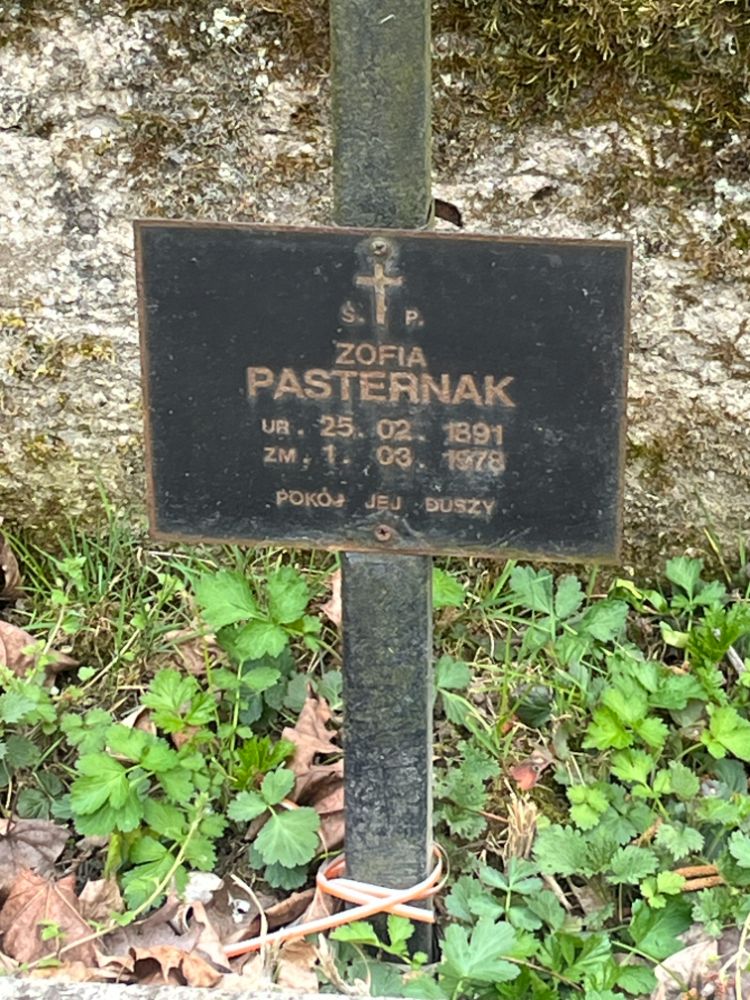 Ś. P.
ZOFIA
PASTERNAK
UR. 25. 02. 1891
ZM. 1. 03. 1978
POKÓJ JEJ DUSZY